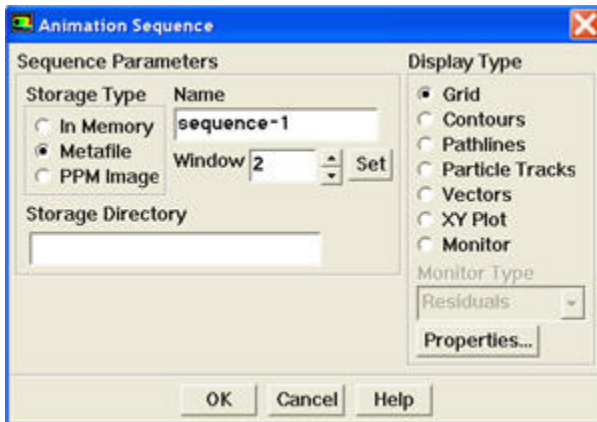 Animation Sequence
Sequence Parameters
Storage Type
In Memory
Metafile
PPM Image
Name
sequence-1
Window 2 Set
Storage Directory
Display Type
Grid
Contours
Pathlines
Particle Tracks
Vectors
XY Plot
Monitor
Monitor Type
Residuals
Properties...
OK Cancel Help